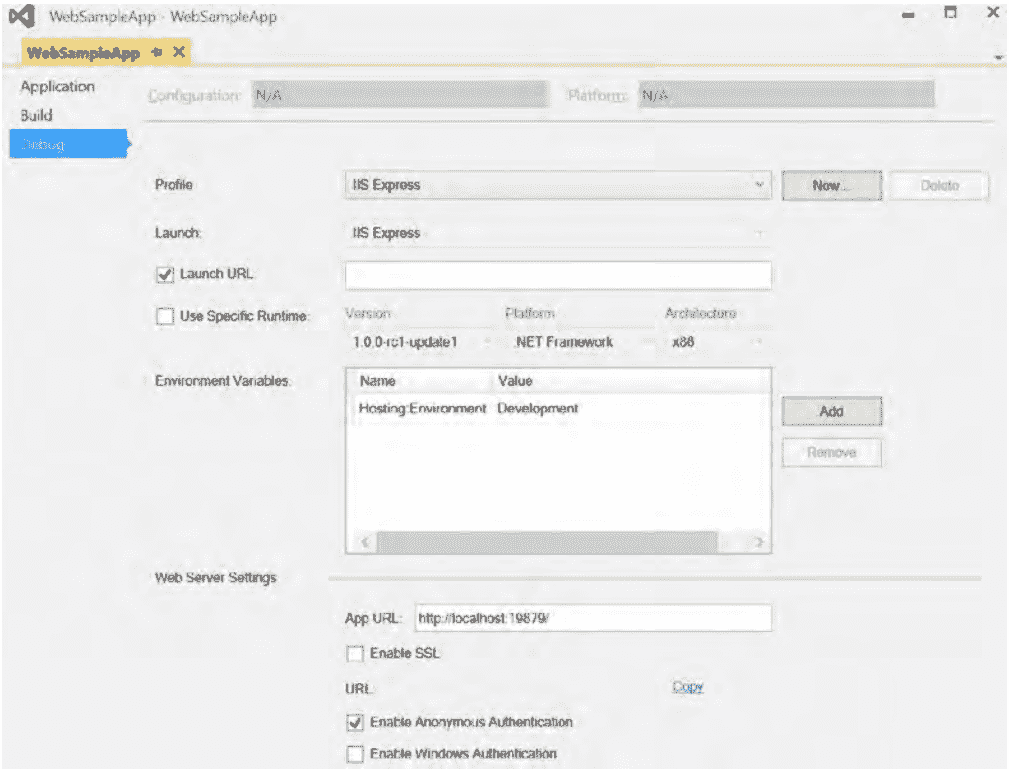 WebSampleApp - WebSampleApp
WebSampleApp
Application
Configuration: N/A Platform: N/A
Build
Debug
Profile IIS Express New... Delete
Launch: IIS Express
Launch URL
Use Specific Runtime: Version Platform Architecture
1.0.0-rc1-update1 .NET Framework x86
Environment Variables: Name Value
Hosting:Environment Development
Add
Remove
Web Server Settings
App URL: http://localhost:19879/
Enable SSL
URL Copy
Enable Anonymous Authentication
Enable Windows Authentication